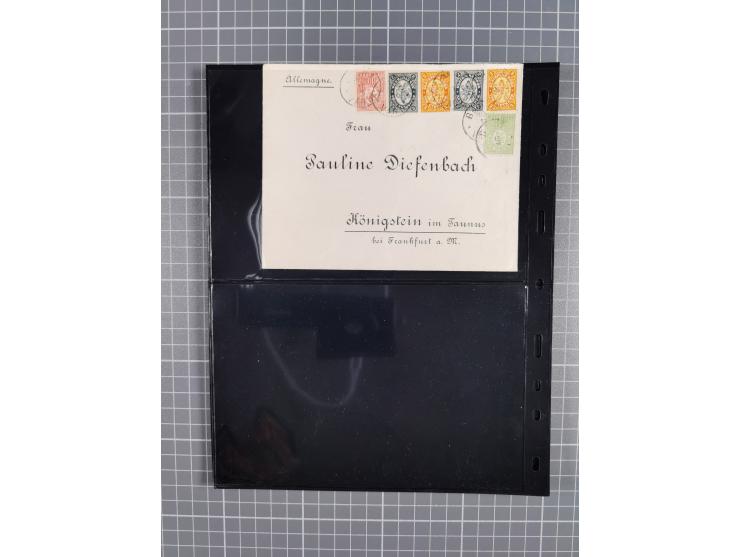 Allemagne.
Frau
Pauline Diefenbach
Königstein im Taunus
bei Frankfurt a. M.